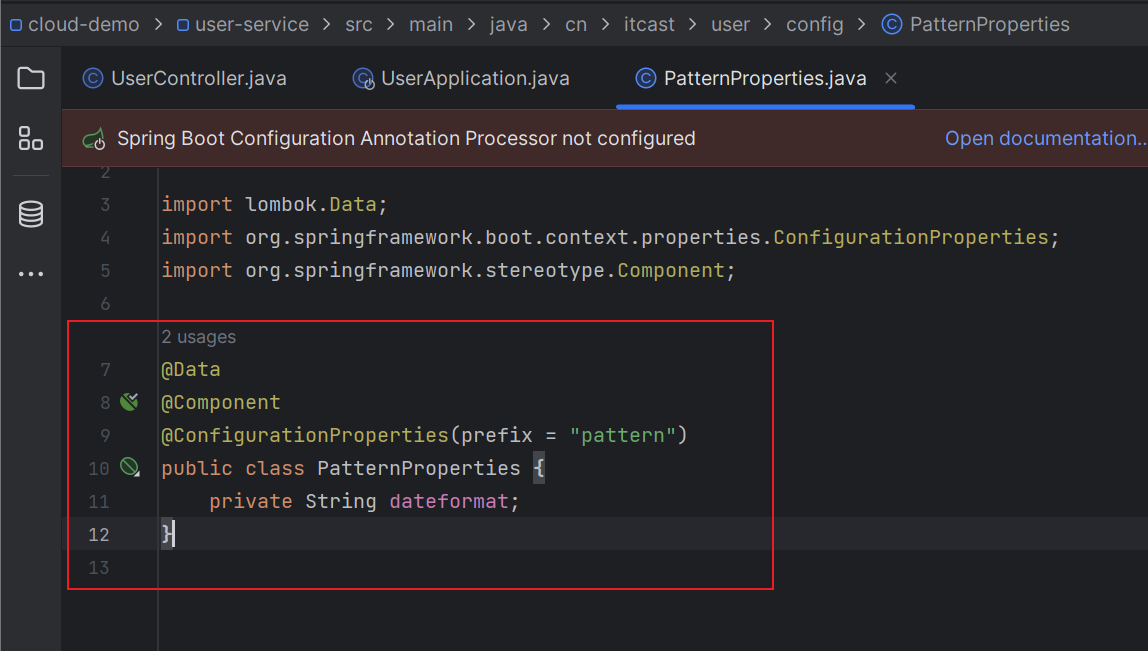 cloud-demo > user-service > src > main > java > cn > itcast > user > config > PatternProperties
UserController.java UserApplication.java PatternProperties.java
Spring Boot Configuration Annotation Processor not configured Open documentation...
2
3 import lombok.Data;
4 import org.springframework.boot.context.properties.ConfigurationProperties;
5 import org.springframework.stereotype.Component;
6
2 usages
7 @Data
8 @Component
9 @ConfigurationProperties(prefix = "pattern")
10 public class PatternProperties {
11 private String dateformat;
12 }
13